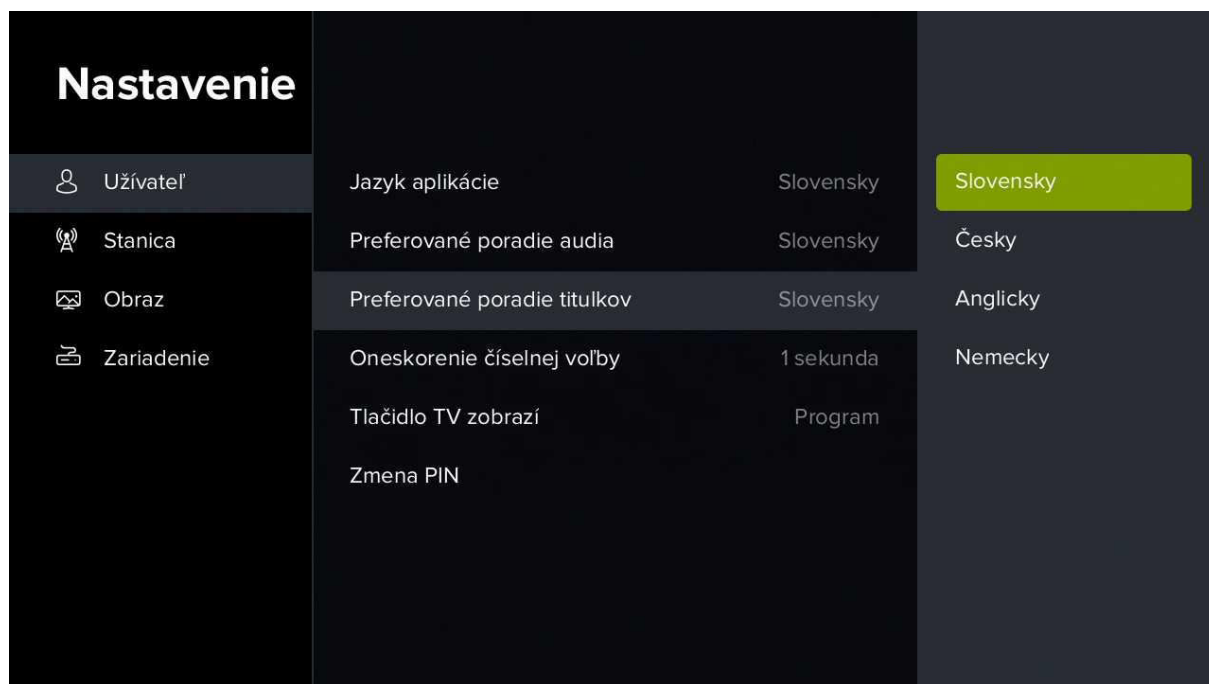 Nastavenie
Užívateľ
Stanica
Obraz
Zariadenie
Jazyk aplikácie Slovensky
Preferované poradie audia Slovensky
Preferované poradie titulkov Slovensky
Oneskorenie číselnej voľby 1 sekunda
Tlačidlo TV zobrazí Program
Zmena PIN
Slovensky
Česky
Anglicky
Nemecky